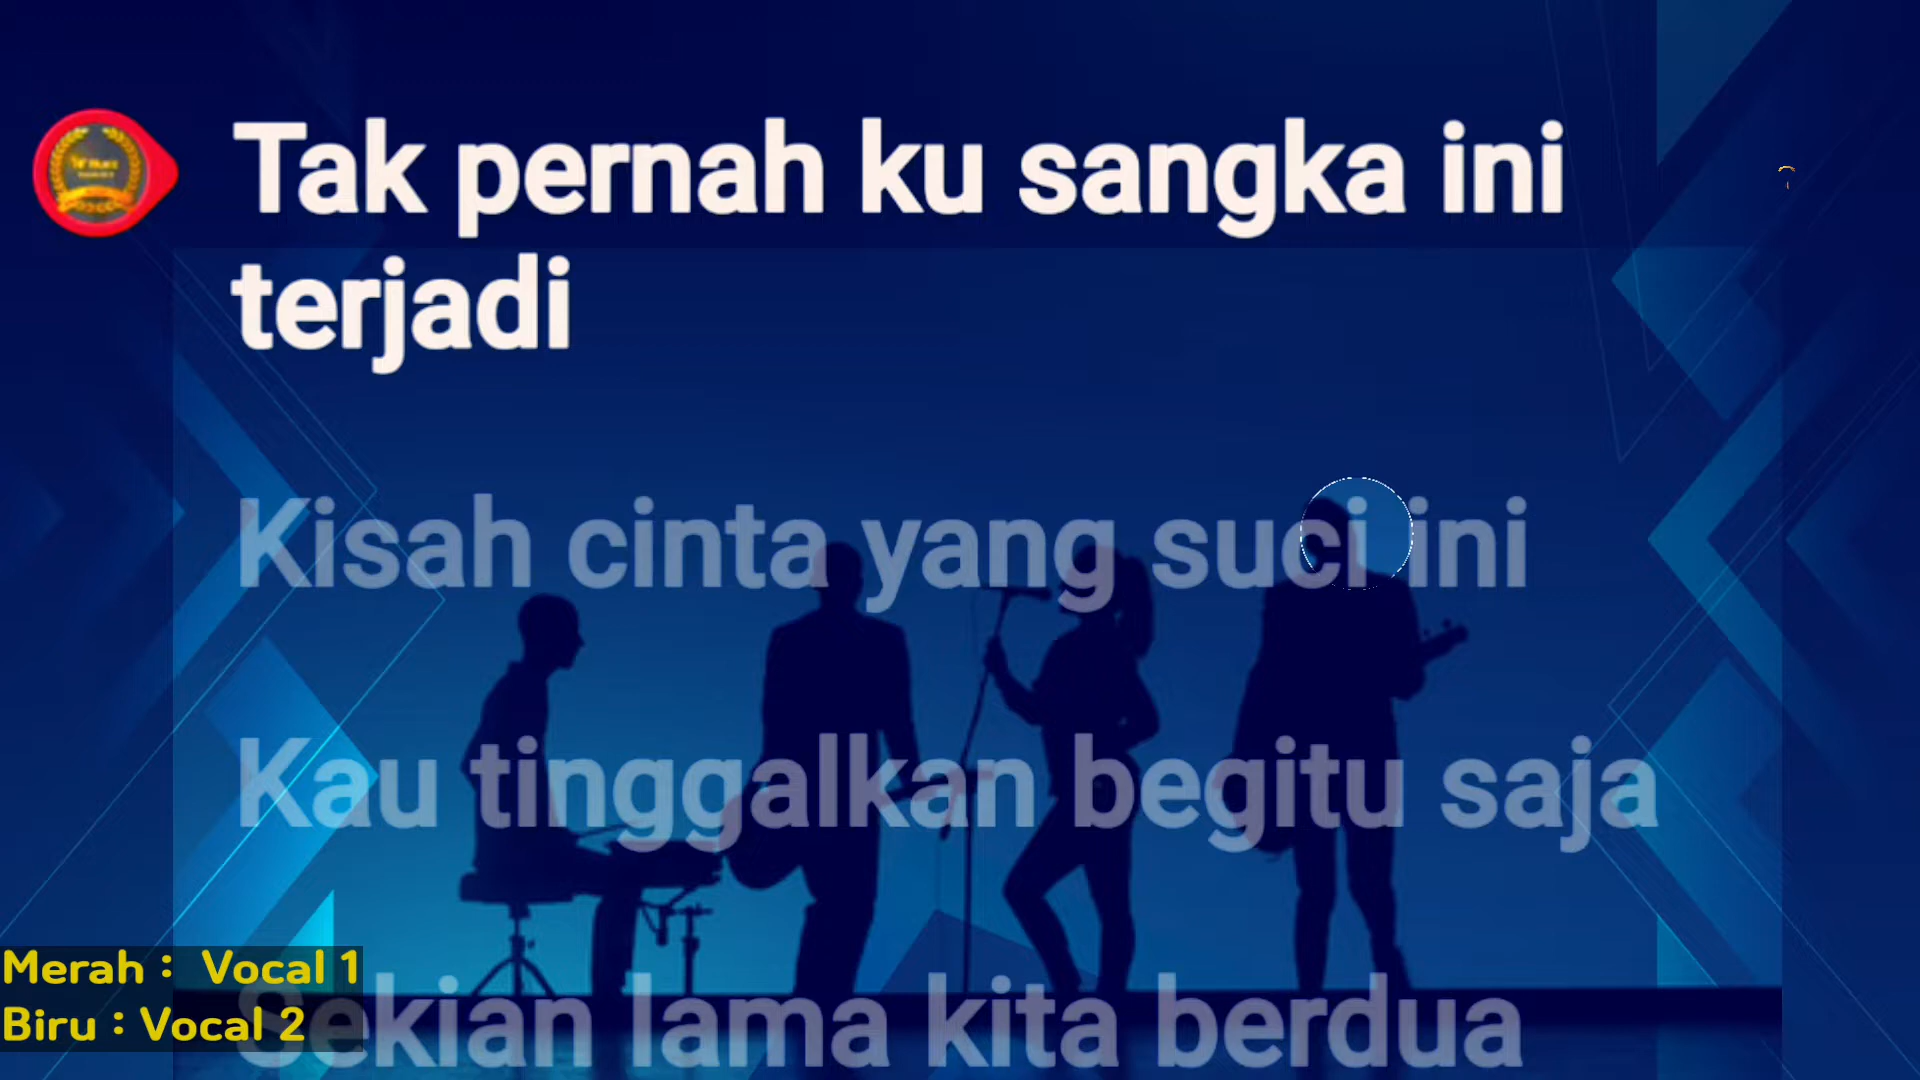 Tak pernah ku sangka ini
terjadi
Kisah cinta yang suci ini
Kau tinggalkan begitu saja
Sekian lama kita berdua
Merah : Vocal 1
Biru : Vocal 2